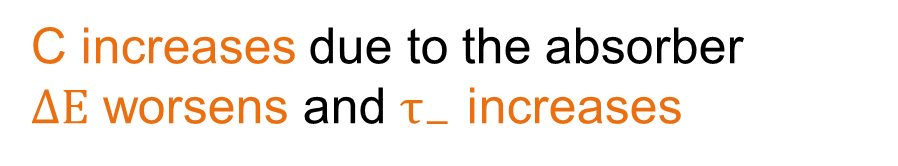 C increases due to the absorber
ΔE worsens and τ₋ increases